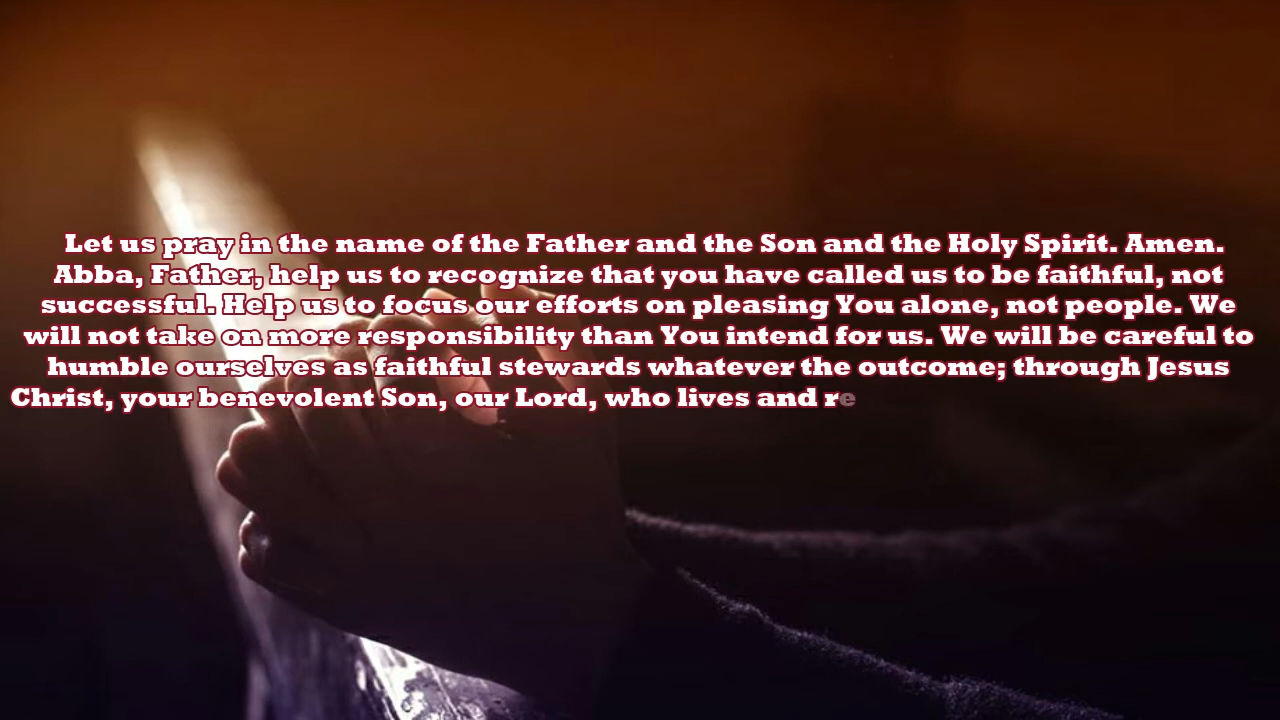 Let us pray in the name of the Father and the Son and the Holy Spirit. Amen.
Abba, Father, help us to recognize that you have called us to be faithful, not
successful. Help us to focus our efforts on pleasing You alone, not people. We
will not take on more responsibility than You intend for us. We will be careful to
humble ourselves as faithful stewards whatever the outcome; through Jesus
Christ, your benevolent Son, our Lord, who lives and re